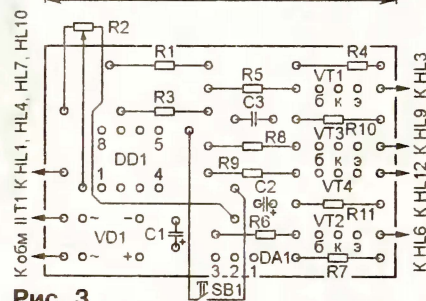 R2
R1
R4
R5
VT1
б к э
К HL3
R3
C3
R10
VT3
б к э
К HL9
8 5
DD1
1 4
R8
R9
К HL12
VT4
C2
+
R11
R6
VT2
б к э
К HL6
~ −
VD1
~ +
C1
+
DA1
3 2 1
R7
SB1
К HL1, HL4, HL7, HL10
К обм II T1
Рис. 3